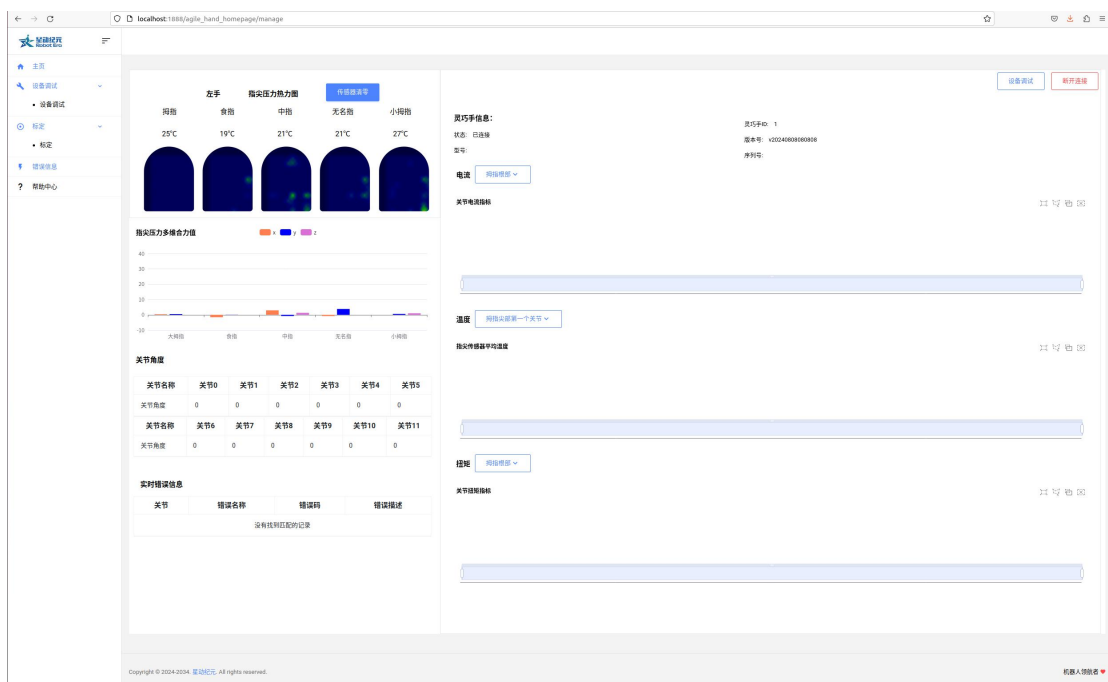 localhost:1888/agile_hand_homepage/manage
星动纪元
Robot Era
主页
设备调试
设备调试
标定
标定
错误信息
? 帮助中心
左手 指尖压力热力图 传感器清零
拇指 食指 中指 无名指 小拇指
25℃ 19℃ 21℃ 21℃ 27℃
指尖压力多维合力值 x y z
40
30
20
10
0
-10
大拇指 食指 中指 无名指 小拇指
关节角度
关节名称 关节0 关节1 关节2 关节3 关节4 关节5
关节角度 0 0 0 0 0 0
关节名称 关节6 关节7 关节8 关节9 关节10 关节11
关节角度 0 0 0 0 0 0
实时错误信息
关节 错误名称 错误码 错误描述
没有找到匹配的记录
设备调试 断开连接
灵巧手信息:
灵巧手ID: 1
状态: 已连接
版本号: v20240808080808
型号:
序列号:
电流 拇指根部
关节电流指标
温度 拇指尖部第一个关节
指尖传感器平均温度
扭矩 拇指根部
关节扭矩指标
Copyright © 2024-2034. 星动纪元. All rights reserved.
机器人领航者